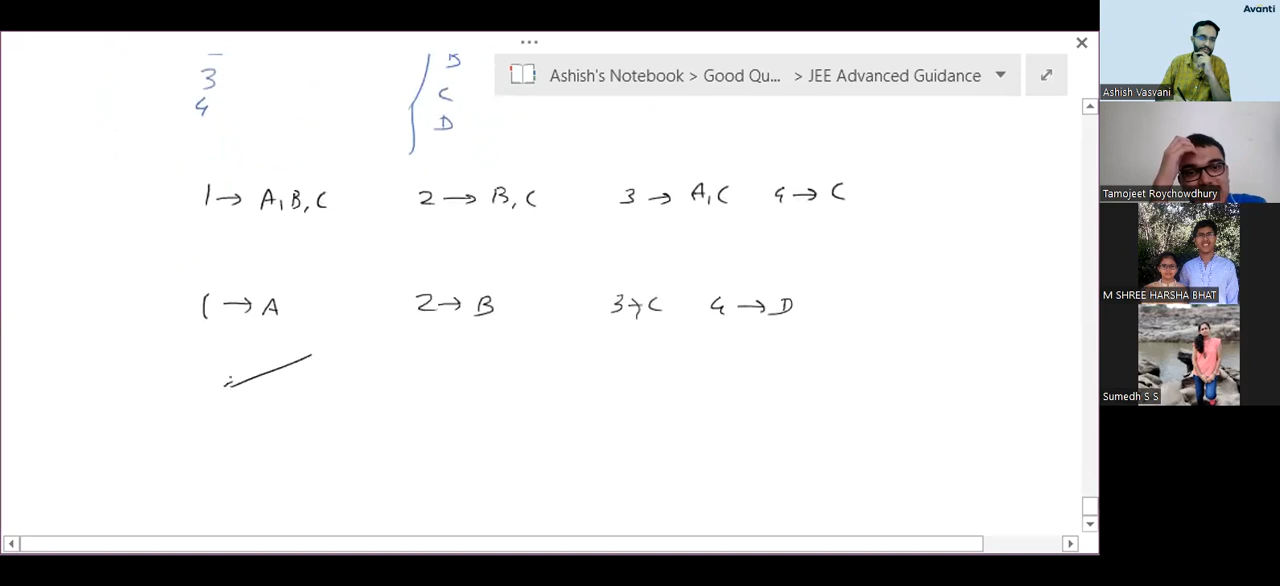 Avanti
Ashish's Notebook > Good Qu... > JEE Advanced Guidance
3
4
B
C
D
1 → A, B, C 2 → B, C 3 → A, C 4 → C
1 → A 2 → B 3 → C 4 → D
Ashish Vasvani
Tamojeet Roychowdhury
M SHREE HARSHA BHAT
Sumedh S S